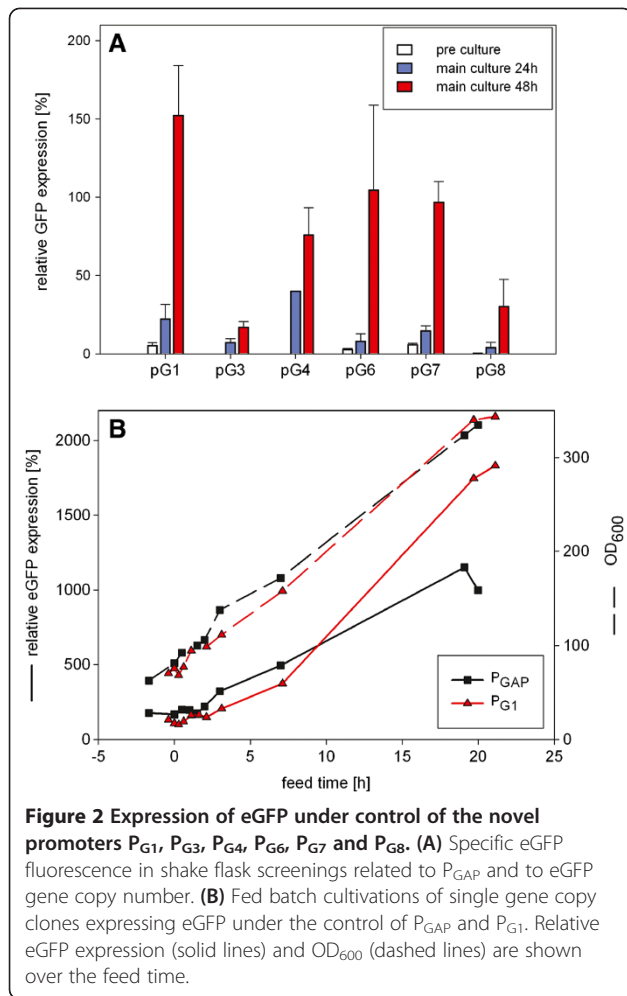 A
pre culture
main culture 24h
main culture 48h
relative GFP expression [%]
200
150
100
50
0
pG1 pG3 pG4 pG6 pG7 pG8
B
relative eGFP expression [%]
2000
1500
1000
500
0
300
200
100
0
OD600
PGAP
PG1
-5 0 5 10 15 20 25
feed time [h]
Figure 2 Expression of eGFP under control of the novel
promoters PG1, PG3, PG4, PG6, PG7 and PG8. (A) Specific eGFP
fluorescence in shake flask screenings related to PGAP and to eGFP
gene copy number. (B) Fed batch cultivations of single gene copy
clones expressing eGFP under the control of PGAP and PG1. Relative
eGFP expression (solid lines) and OD600 (dashed lines) are shown
over the feed time.